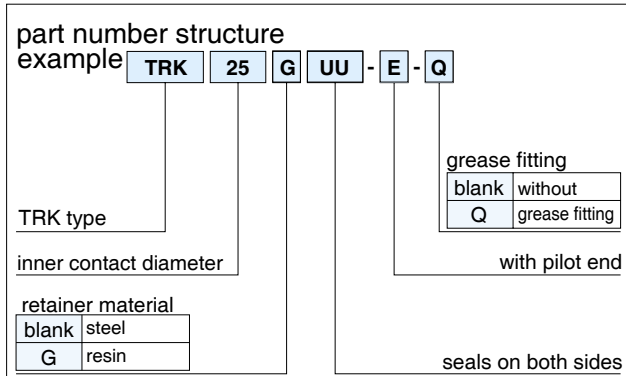 part number structure
example TRK 25 G UU - E - Q
grease fitting
blank without
Q grease fitting
TRK type
inner contact diameter
with pilot end
retainer material
blank steel
G resin
seals on both sides